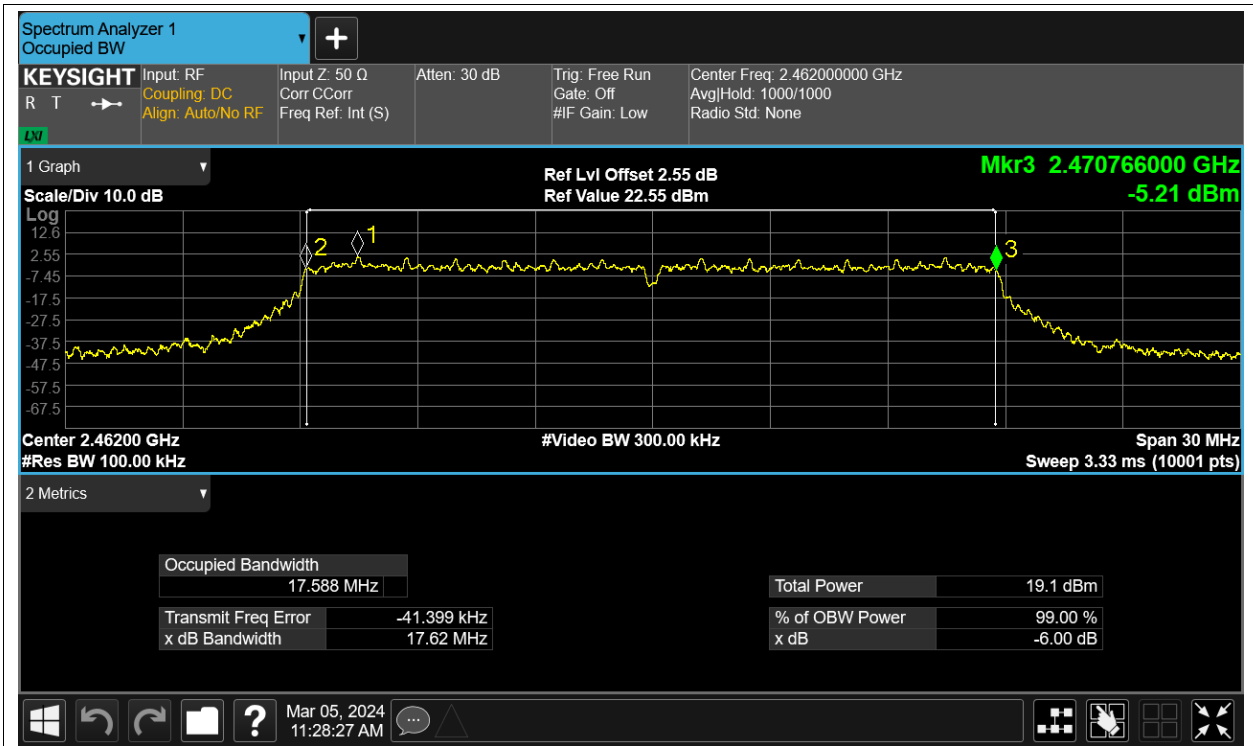 Spectrum Analyzer 1
Occupied BW
KEYSIGHT
R T
LXI
Input: RF
Coupling: DC
Align: Auto/No RF
Input Z: 50 Ω
Corr CCorr
Freq Ref: Int (S)
Atten: 30 dB
Trig: Free Run
Gate: Off
#IF Gain: Low
Center Freq: 2.462000000 GHz
Avg|Hold: 1000/1000
Radio Std: None
1 Graph
Scale/Div 10.0 dB
Ref Lvl Offset 2.55 dB
Ref Value 22.55 dBm
Mkr3 2.470766000 GHz
-5.21 dBm
Log
12.6
2.55
-7.45
-17.5
-27.5
-37.5
-47.5
-57.5
-67.5
2
1
3
Center 2.46200 GHz
#Video BW 300.00 kHz
Span 30 MHz
#Res BW 100.00 kHz
Sweep 3.33 ms (10001 pts)
2 Metrics
Occupied Bandwidth
17.588 MHz
Total Power 19.1 dBm
Transmit Freq Error -41.399 kHz
% of OBW Power 99.00 %
x dB Bandwidth 17.62 MHz
x dB -6.00 dB
Mar 05, 2024
11:28:27 AM